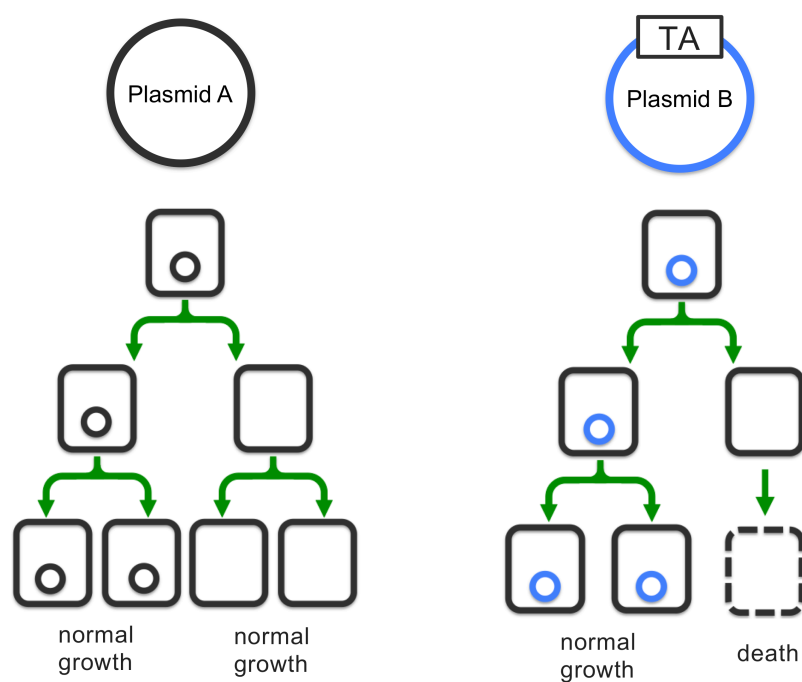 Plasmid A
TA
Plasmid B
normal
growth
normal
growth
normal
growth
death